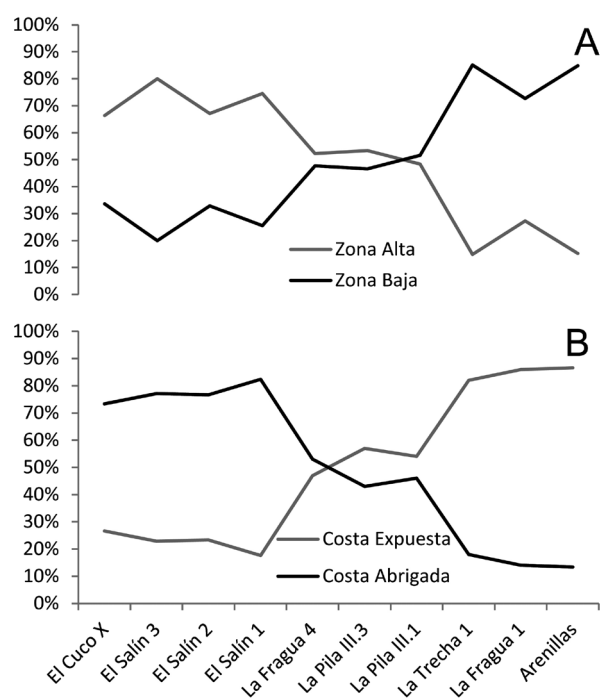 A
100%
90%
80%
70%
60%
50%
40%
30%
20%
10%
0%
Zona Alta
Zona Baja
B
100%
90%
80%
70%
60%
50%
40%
30%
20%
10%
0%
Costa Expuesta
Costa Abrigada
El Cuco X
El Salín 3
El Salín 2
El Salín 1
La Fragua 4
La Pila III.3
La Pila III.1
La Trecha 1
La Fragua 1
Arenillas